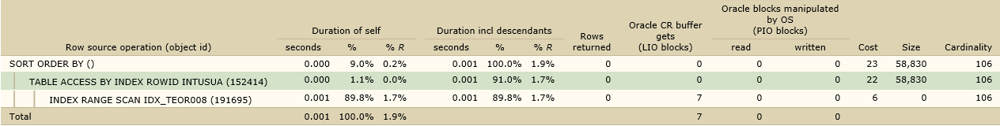 Oracle blocks manipulated
by OS
(PIO blocks)
Duration of self Duration incl descendants Rows returned Oracle CR buffer gets (LIO blocks)
Row source operation (object id) seconds % % R seconds % % R read written Cost Size Cardinality
SORT ORDER BY () 0.000 9.0% 0.2% 0.001 100.0% 1.9% 0 0 0 0 23 58,830 106
TABLE ACCESS BY INDEX ROWID INTUSUA (152414) 0.000 1.1% 0.0% 0.001 91.0% 1.7% 0 0 0 0 22 58,830 106
INDEX RANGE SCAN IDX_TEOR008 (191695) 0.001 89.8% 1.7% 0.001 89.8% 1.7% 0 7 0 0 6 0 106
Total 0.001 100.0% 1.9% 7 0 0